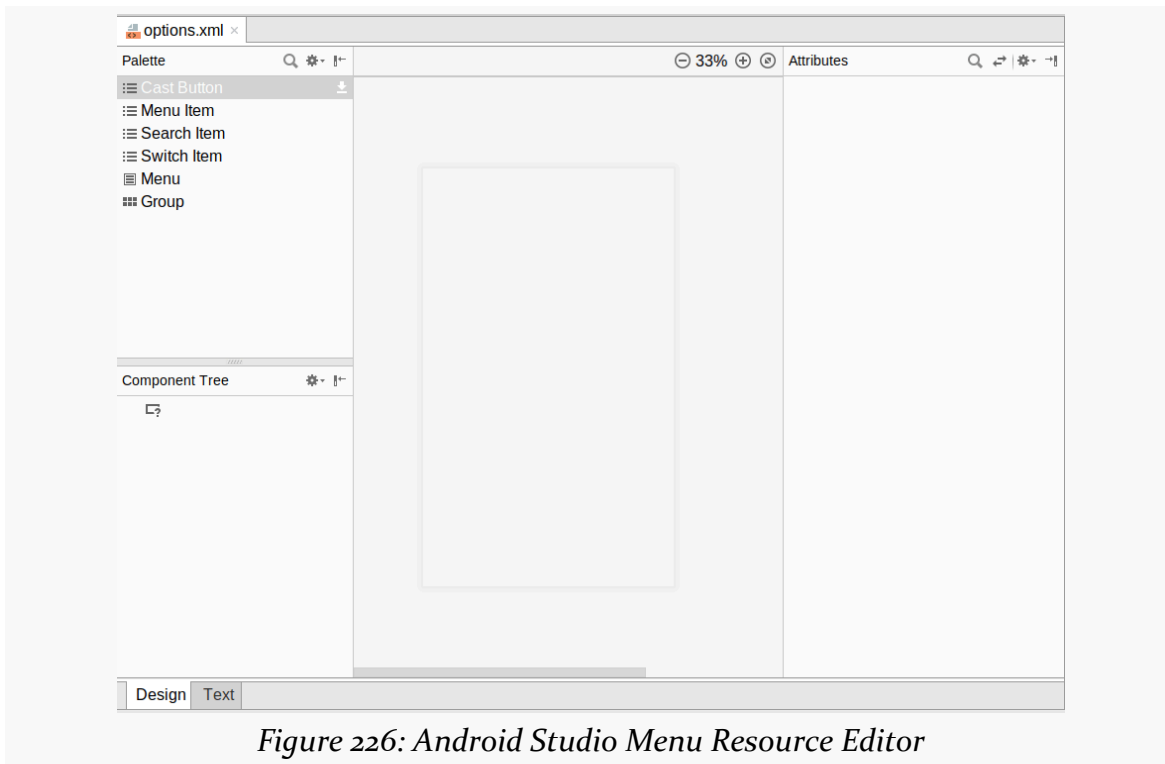 options.xml
Palette
33%
Attributes
Cast Button
Menu Item
Search Item
Switch Item
Menu
Group
Component Tree
Design Text
Figure 226: Android Studio Menu Resource Editor